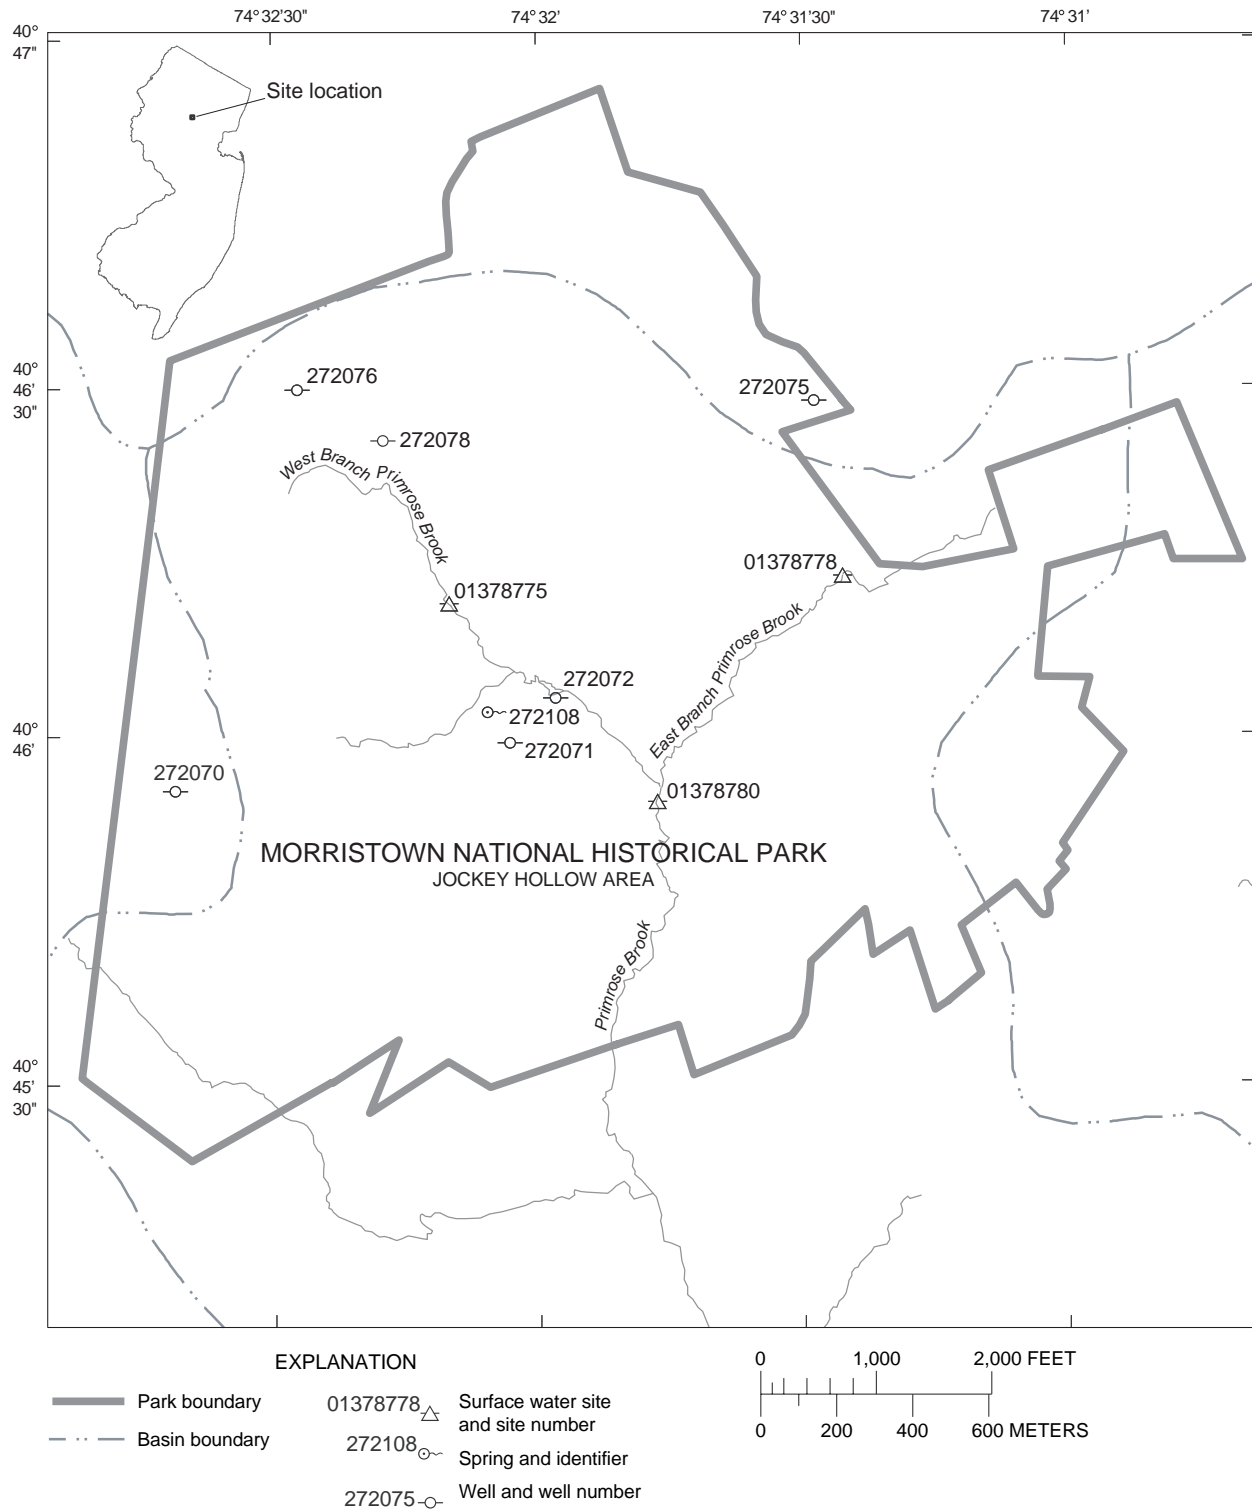 74° 32'30"
74° 32'
74° 31'30"
74° 31'
40°
47"
Site location
40°
46'
30"
272076
272075
272078
West Branch Primrose Brook
01378778
01378775
East Branch Primrose Brook
272072
272108
40°
46'
272071
272070
01378780
MORRISTOWN NATIONAL HISTORICAL PARK
JOCKEY HOLLOW AREA
Primrose Brook
40°
45'
30"
EXPLANATION
Park boundary
Basin boundary
01378778
Surface water site
and site number
272108
Spring and identifier
272075
Well and well number
0 1,000 2,000 FEET
0 200 400 600 METERS